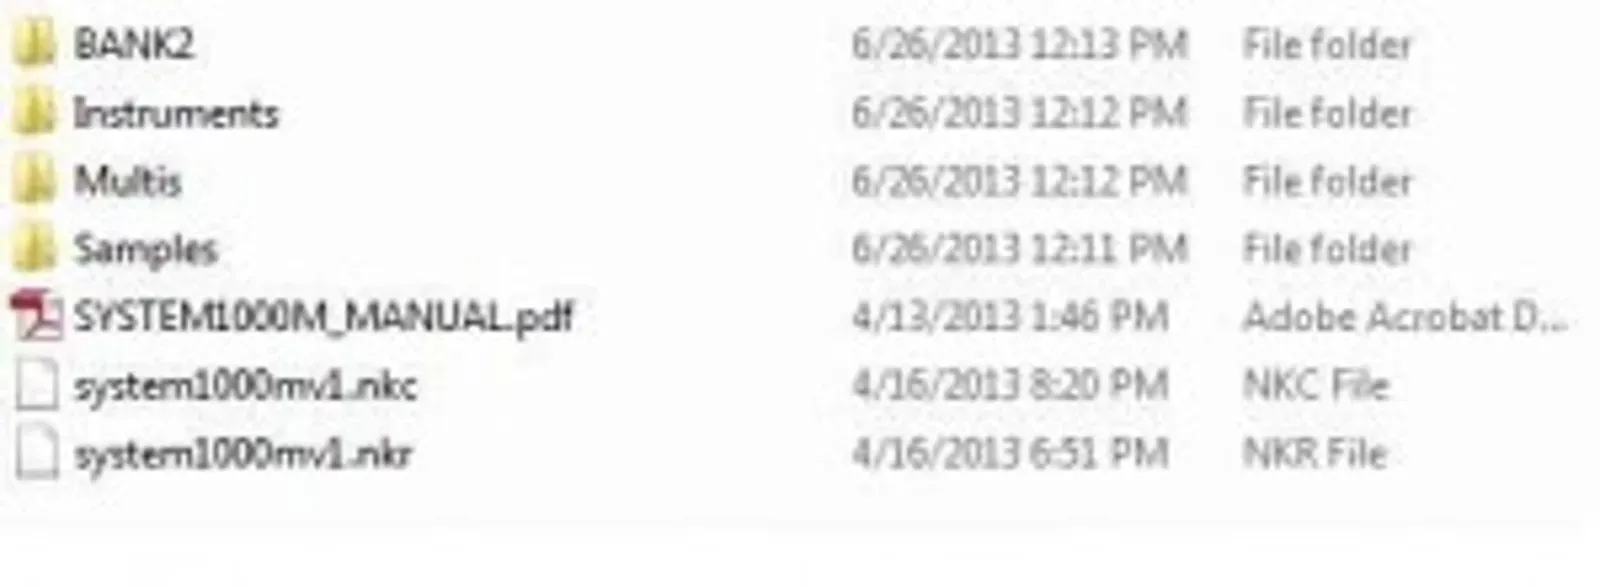 BANK2 6/26/2013 12:13 PM File folder
Instruments 6/26/2013 12:12 PM File folder
Multis 6/26/2013 12:12 PM File folder
Samples 6/26/2013 12:11 PM File folder
SYSTEM1000M_MANUAL.pdf 4/13/2013 1:46 PM Adobe Acrobat D...
system1000mv1.nkc 4/16/2013 8:20 PM NKC File
system1000mv1.nkr 4/16/2013 6:51 PM NKR File